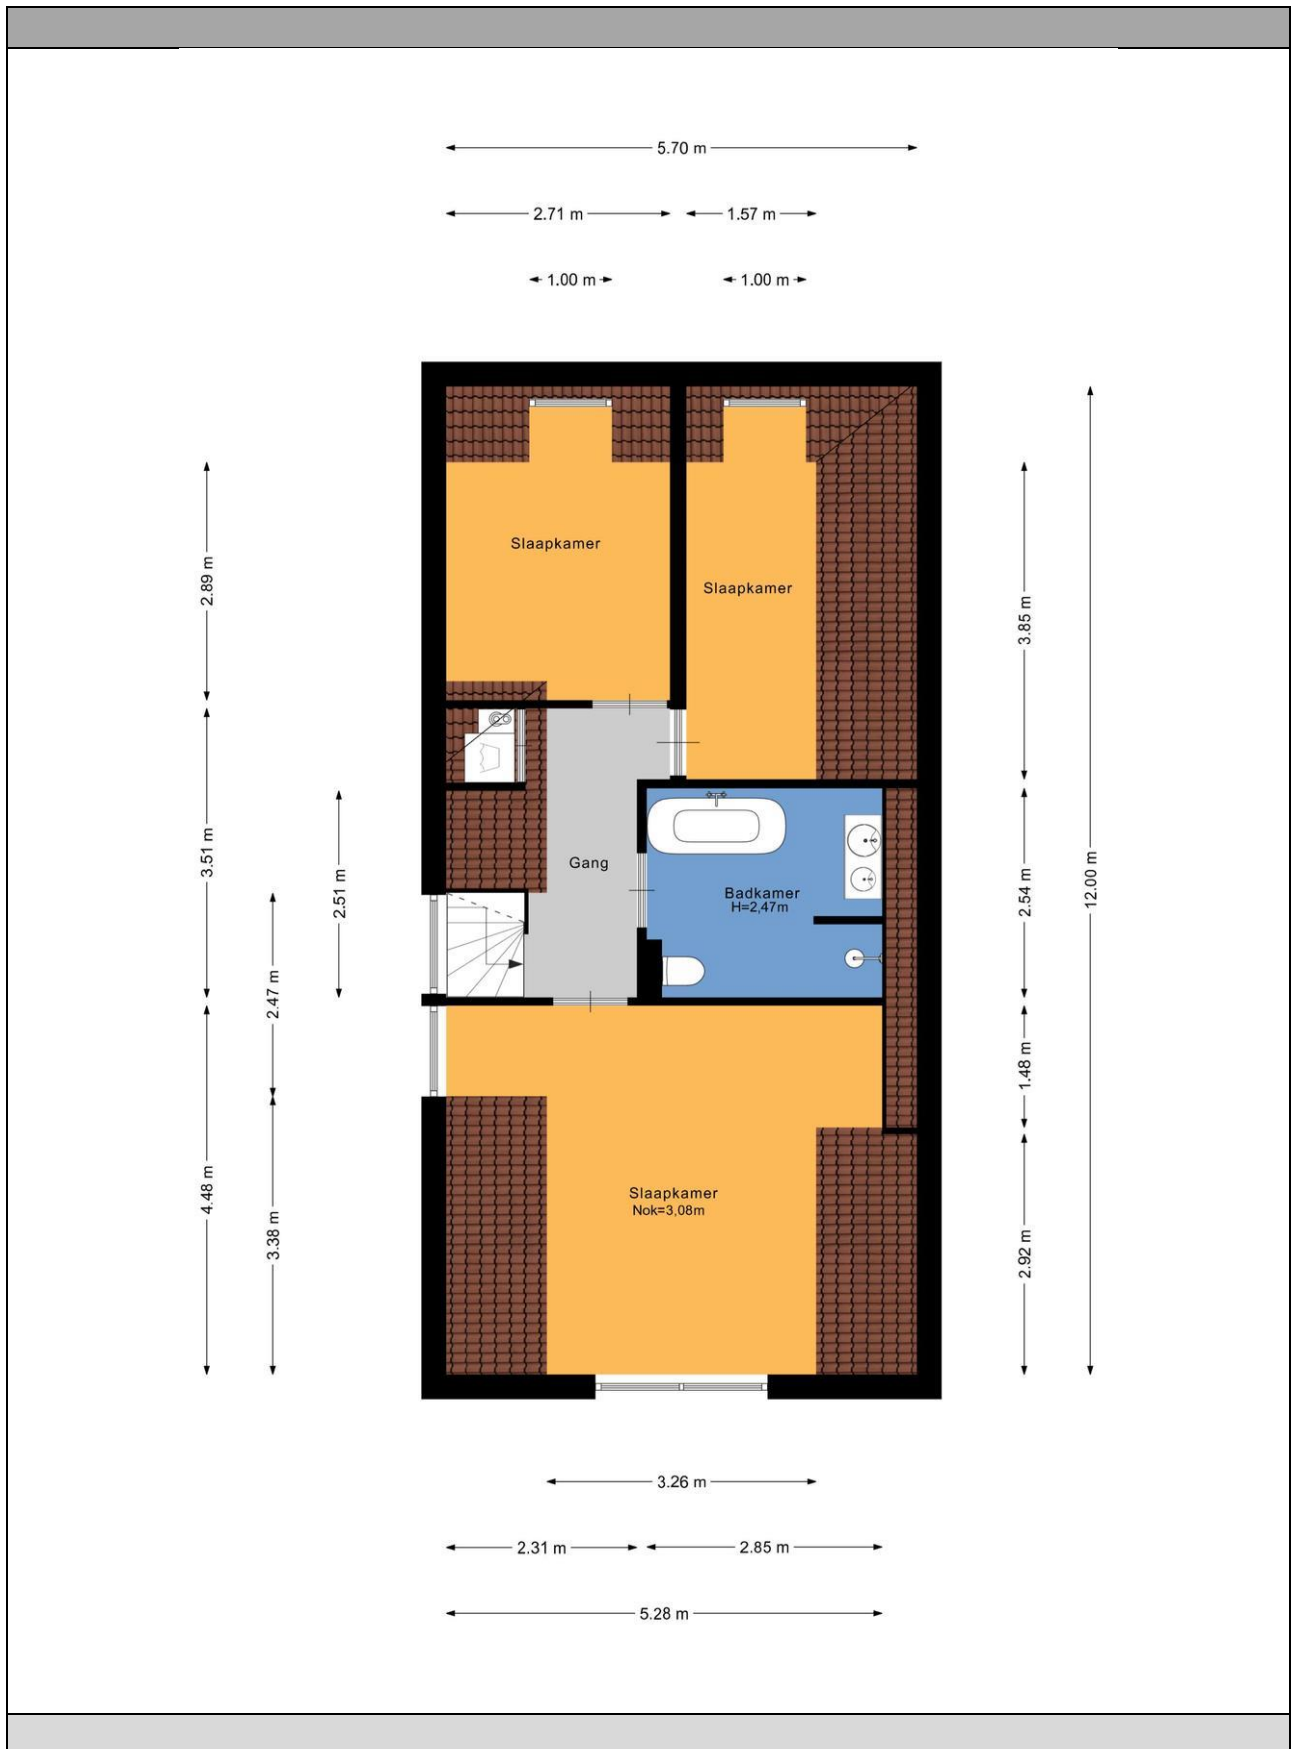 5.70 m
2.71 m
1.57 m
1.00 m
1.00 m
Slaapkamer
Slaapkamer
2.89 m
3.85 m
3.51 m
2.51 m
Gang
Badkamer
H=2,47m
2.54 m
12.00 m
2.47 m
1.48 m
4.48 m
3.38 m
Slaapkamer
Nok=3,08m
2.92 m
3.26 m
2.31 m
2.85 m
5.28 m